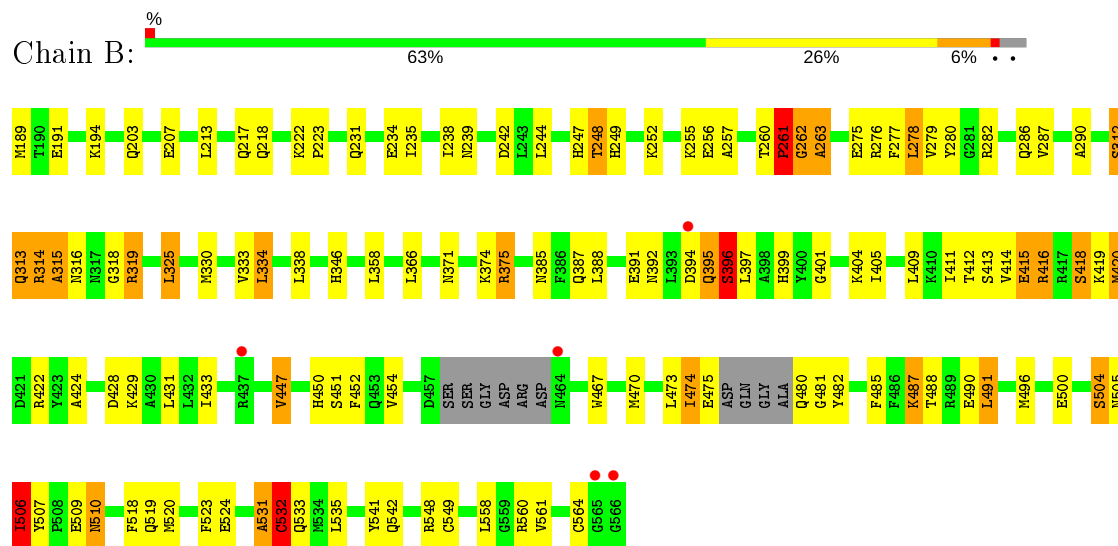 %
Chain B:
63% 26% 6% • •
M189 T190 E191 K194 Q203 E207 L213 Q217 Q218 K222 P223 Q231 E234 I235 I238 N239 D242 L243 L244 H247 T248 H249 K252 K255 E256 A257 T260 P261 G262 A263 E275 R276 F277 L278 V279 Y280 G281 R282 Q286 V287 A290 S312
Q313 R314 A315 N316 N317 G318 R319 L325 M330 V333 L334 L338 H346 L358 L366 N371 K374 R375 N385 F386 Q387 L388 E391 N392 L393 D394 Q395 S396 L397 A398 H399 Y400 G401 K404 I405 L409 K410 I411 T412 S413 V414 E415 R416 R417 S418 K419 M420
D421 R422 Y423 A424 D428 K429 A430 L431 L432 I433 R437 V447 H450 S451 F452 Q453 V454 D457 SER SER GLY ASP ARG ASP N464 W467 M470 L473 I474 E475 ASP GLN GLY ALA Q480 G481 Y482 F485 F486 K487 T488 R489 E490 L491 M496 E500 S504 N505
I506 Y507 P508 E509 N510 F518 Q519 M520 F523 E524 A531 C532 Q533 M534 L535 Y541 Q542 R548 C549 L558 G559 R560 V561 C564 G565 G566